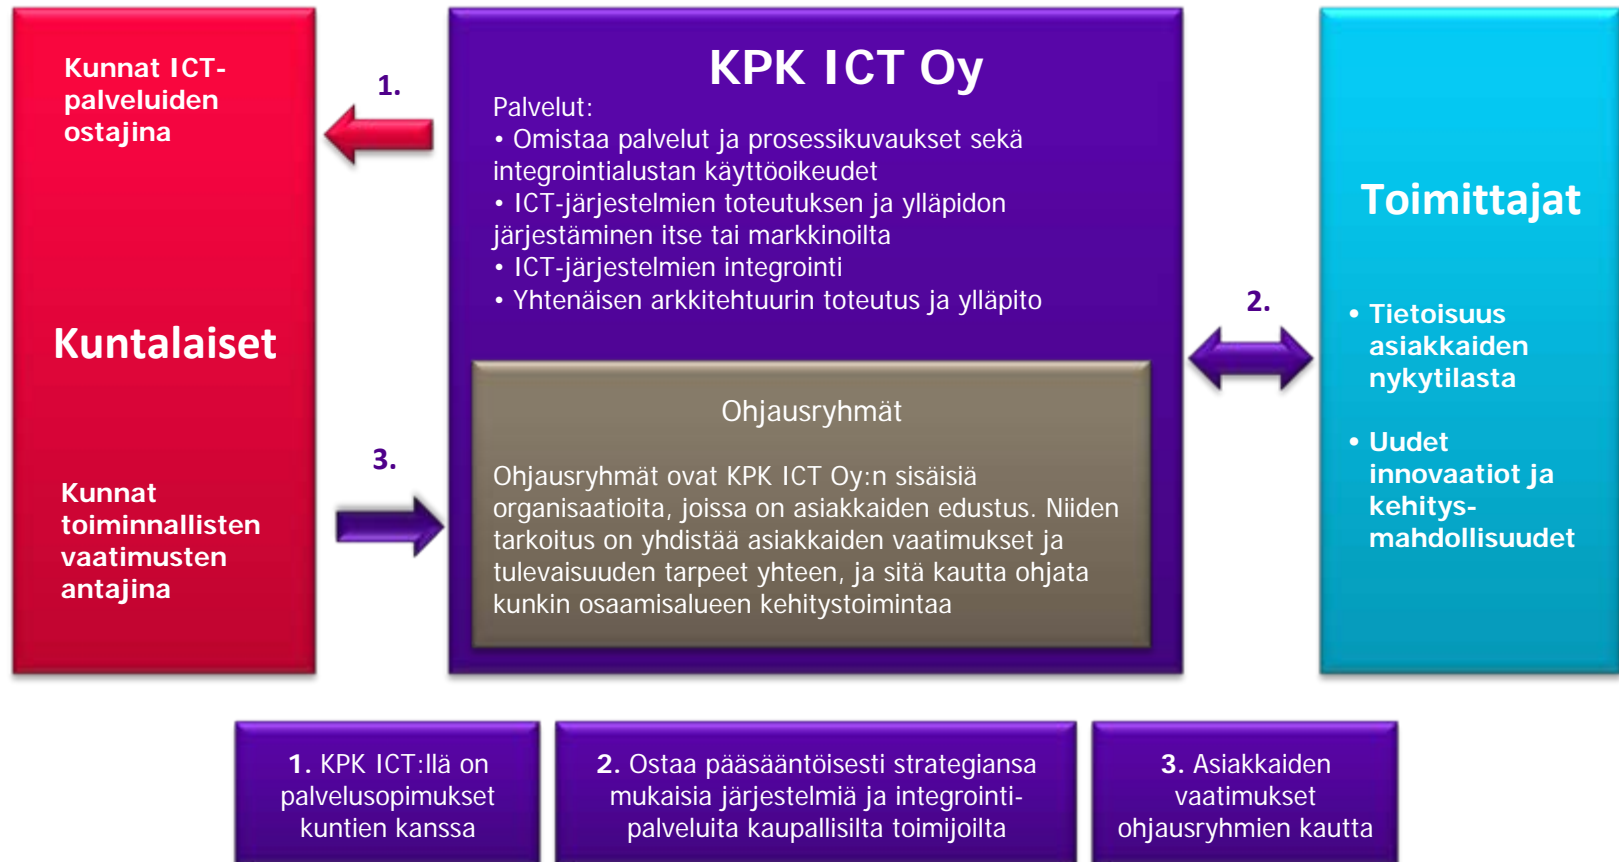 Kunnat ICT-
palveluiden
ostajina
Kuntalaiset
Kunnat
toiminnallisten
vaatimusten
antajina
1.
3.
KPK ICT Oy
Palvelut:
• Omistaa palvelut ja prosessikuvaukset sekä
integrointialustan käyttöoikeudet
• ICT-järjestelmien toteutuksen ja ylläpidon
järjestäminen itse tai markkinoilta
• ICT-järjestelmien integrointi
• Yhtenäisen arkkitehtuurin toteutus ja ylläpito
Ohjausryhmät
Ohjausryhmät ovat KPK ICT Oy:n sisäisiä
organisaatioita, joissa on asiakkaiden edustus. Niiden
tarkoitus on yhdistää asiakkaiden vaatimukset ja
tulevaisuuden tarpeet yhteen, ja sitä kautta ohjata
kunkin osaamisalueen kehitystoimintaa
2.
Toimittajat
• Tietoisuus
asiakkaiden
nykytilasta
• Uudet
innovaatiot ja
kehitys-
mahdollisuudet
1. KPK ICT:llä on
palvelusopimukset
kuntien kanssa
2. Ostaa pääsääntöisesti strategiansa
mukaisia järjestelmiä ja integrointi-
palveluita kaupallisilta toimijoilta
3. Asiakkaiden
vaatimukset
ohjausryhmien kautta